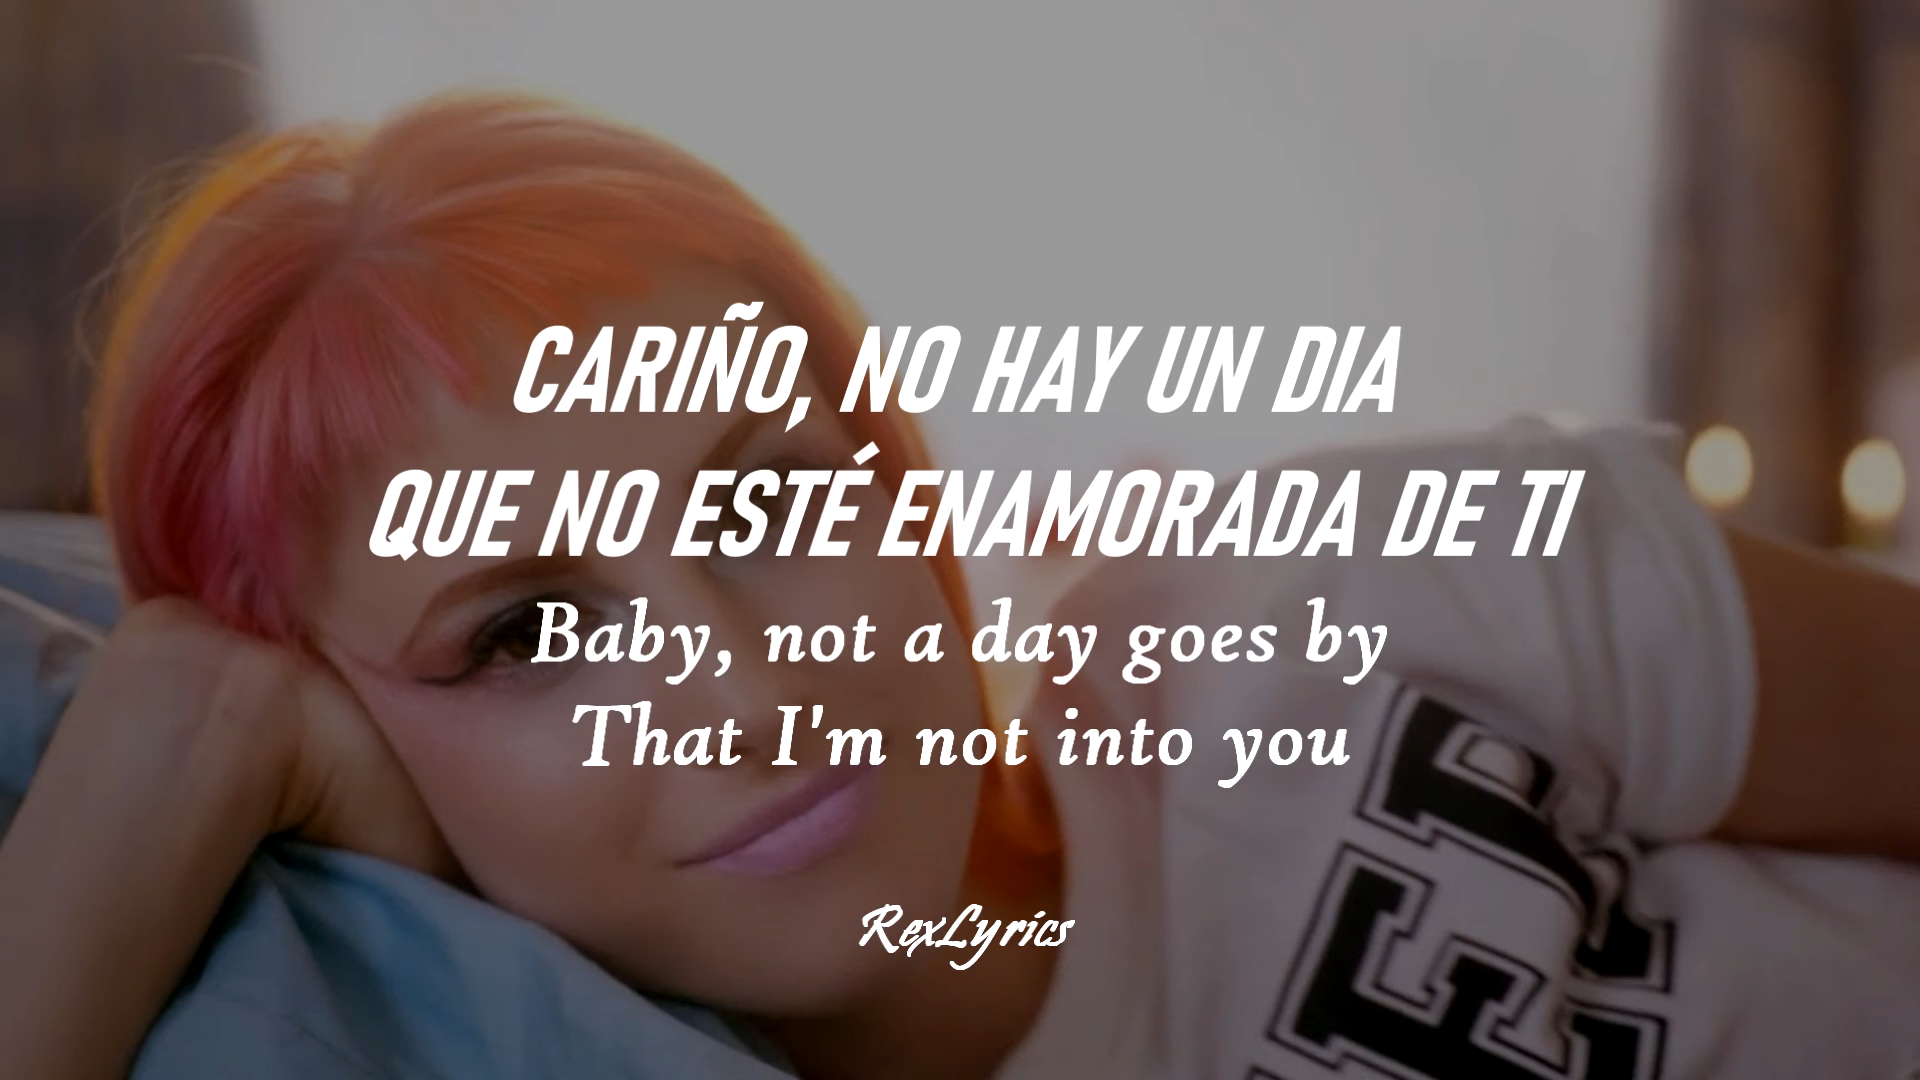 CARIÑO, NO HAY UN DIA
QUE NO ESTÉ ENAMORADA DE TI
Baby, not a day goes by
That I'm not into you
RexLyrics